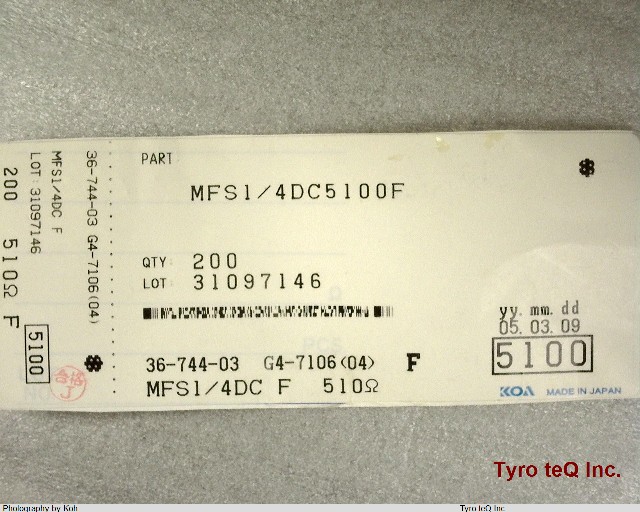 PART
MFS1/4DC5100F
QTY 200
LOT 31097146
yy. mm. dd
05. 03. 09
5100
36-744-03 G4-7106(04) F
MFS1/4DC F 510Ω
KOA MADE IN JAPAN
36-744-03 G4-7106(04)
MFS1/4DC F
LOT: 31097146
200 510Ω F
5100
合格
J
Tyro teQ Inc.
Photography by Koh
Tyro teQ Inc